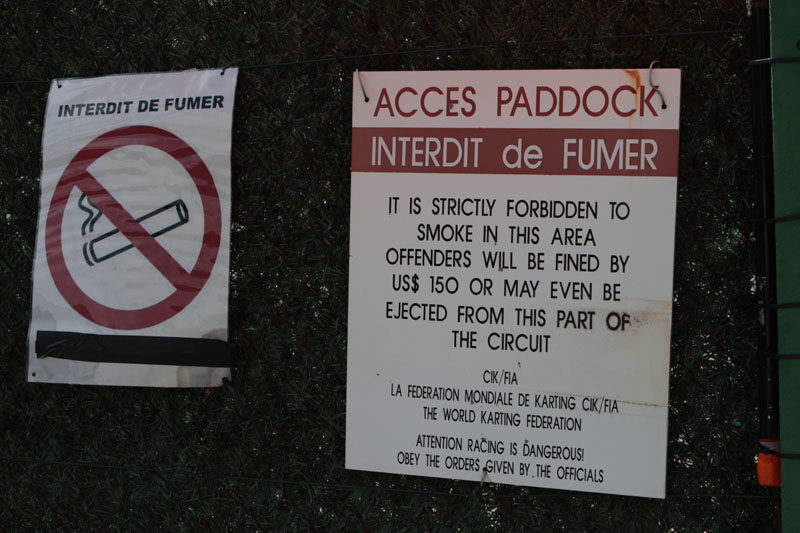 INTERDIT DE FUMER
ACCES PADDOCK
INTERDIT de FUMER
IT IS STRICTLY FORBIDDEN TO
SMOKE IN THIS AREA
OFFENDERS WILL BE FINED BY
US$ 150 OR MAY EVEN BE
EJECTED FROM THIS PART OF
THE CIRCUIT
CIK/FIA
LA FEDERATION MONDIALE DE KARTING CIK/FIA
THE WORLD KARTING FEDERATION
ATTENTION RACING IS DANGEROUS!
OBEY THE ORDERS GIVEN BY THE OFFICIALS